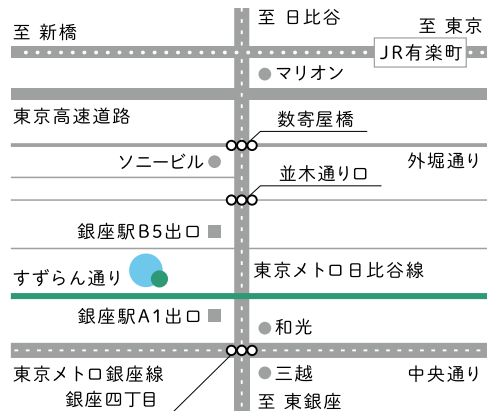 至 日比谷
至 新橋
至 東京
JR有楽町
マリオン
東京高速道路
数寄屋橋
ソニービル
外堀通り
並木通り口
銀座駅B5出口
すずらん通り
東京メトロ日比谷線
銀座駅A1出口
和光
東京メトロ銀座線
三越
中央通り
銀座四丁目
至 東銀座